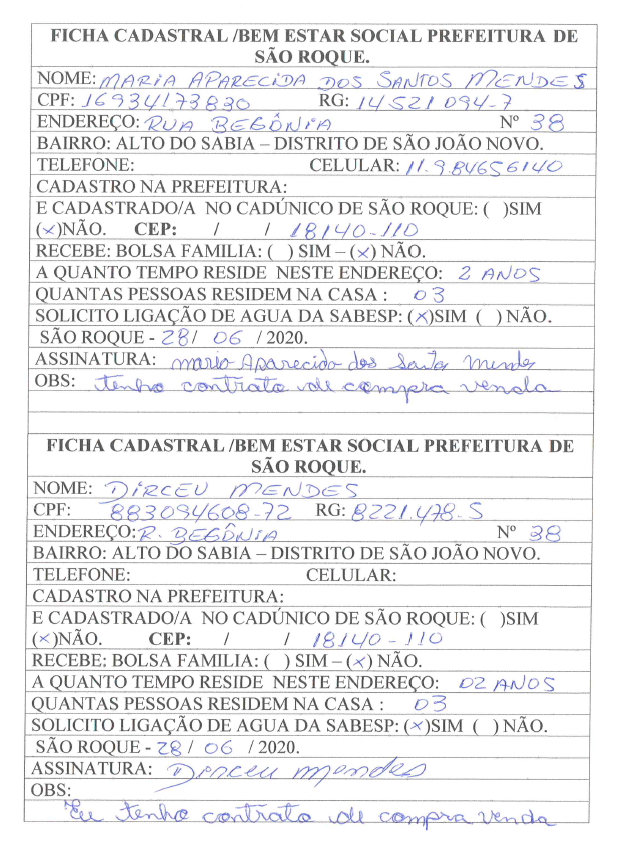 FICHA CADASTRAL /BEM ESTAR SOCIAL PREFEITURA DE
SÃO ROQUE.
NOME: MARIA APARECIDA DOS SANTOS MENDES
CPF: 16934173830 RG: 14521094-7
ENDEREÇO: RUA BEGÔNIA Nº 38
BAIRRO: ALTO DO SABIA – DISTRITO DE SÃO JOÃO NOVO.
TELEFONE: CELULAR: 11.9.84656140
CADASTRO NA PREFEITURA:
E CADASTRADO/A NO CADÚNICO DE SÃO ROQUE: ( )SIM
(x)NÃO. CEP: / / 18140-110
RECEBE: BOLSA FAMILIA: ( ) SIM – (x) NÃO.
A QUANTO TEMPO RESIDE NESTE ENDEREÇO: 2 ANOS
QUANTAS PESSOAS RESIDEM NA CASA : 03
SOLICITO LIGAÇÃO DE AGUA DA SABESP: (x)SIM ( ) NÃO.
SÃO ROQUE - 28/ 06 / 2020.
ASSINATURA: Maria Aparecida dos Santos Mendes
OBS: tenho contrato de compra venda
FICHA CADASTRAL /BEM ESTAR SOCIAL PREFEITURA DE
SÃO ROQUE.
NOME: DIRCEU MENDES
CPF: 883094608-72 RG: 8221.478-5
ENDEREÇO: R. BEGÔNIA Nº 38
BAIRRO: ALTO DO SABIA – DISTRITO DE SÃO JOÃO NOVO.
TELEFONE: CELULAR:
CADASTRO NA PREFEITURA:
E CADASTRADO/A NO CADÚNICO DE SÃO ROQUE: ( )SIM
(x)NÃO. CEP: / / 18140-110
RECEBE: BOLSA FAMILIA: ( ) SIM – (x) NÃO.
A QUANTO TEMPO RESIDE NESTE ENDEREÇO: 02 ANOS
QUANTAS PESSOAS RESIDEM NA CASA : 03
SOLICITO LIGAÇÃO DE AGUA DA SABESP: (x)SIM ( ) NÃO.
SÃO ROQUE - 28/ 06 / 2020.
ASSINATURA: Dirceu Mendes
OBS:
Eu tenho contrato de compra venda